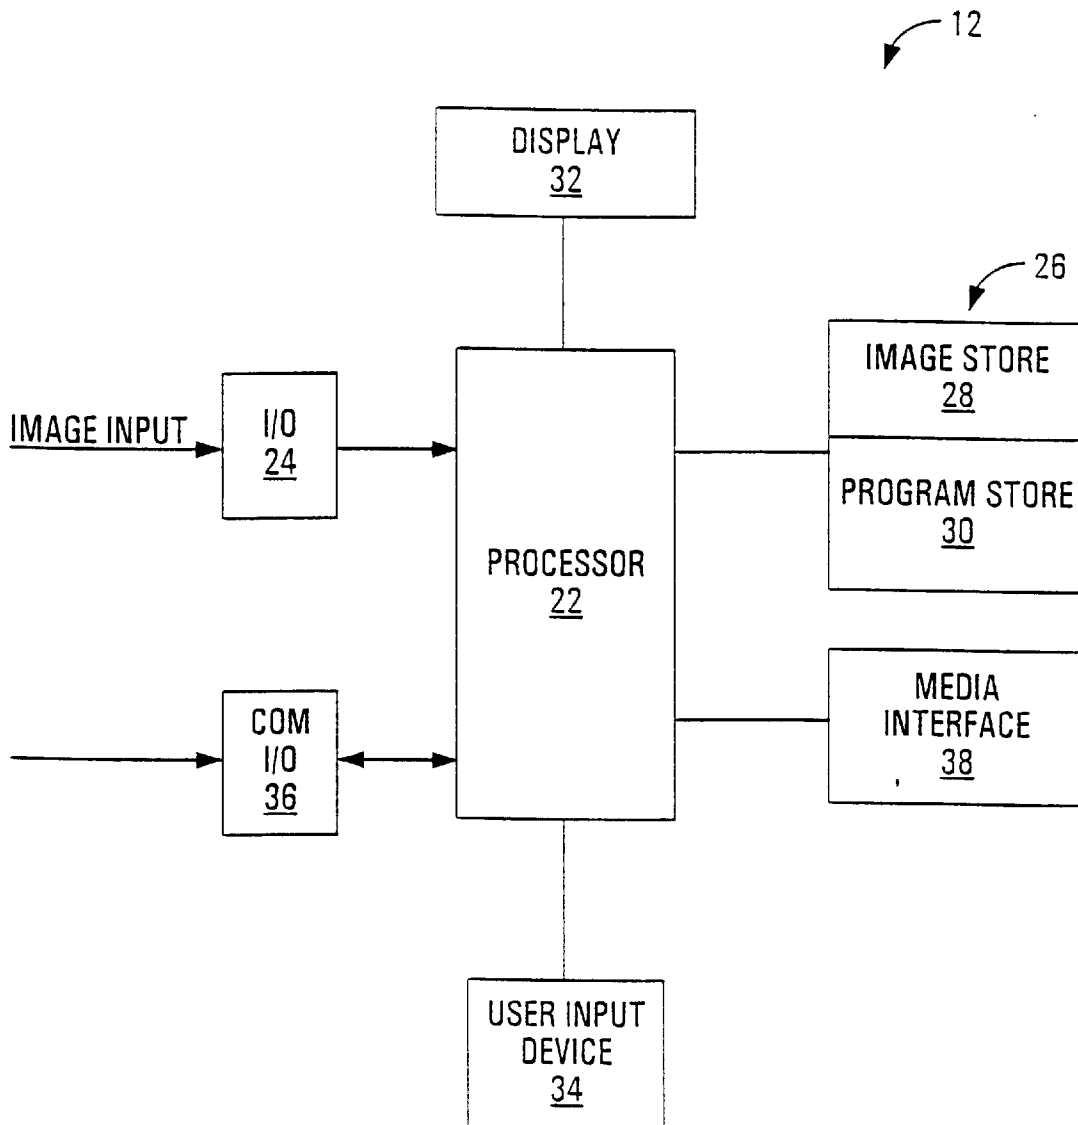 12
DISPLAY
32
26
IMAGE STORE
28
IMAGE INPUT
I/O
24
PROGRAM STORE
30
PROCESSOR
22
COM
I/O
36
MEDIA
INTERFACE
38
USER INPUT
DEVICE
34